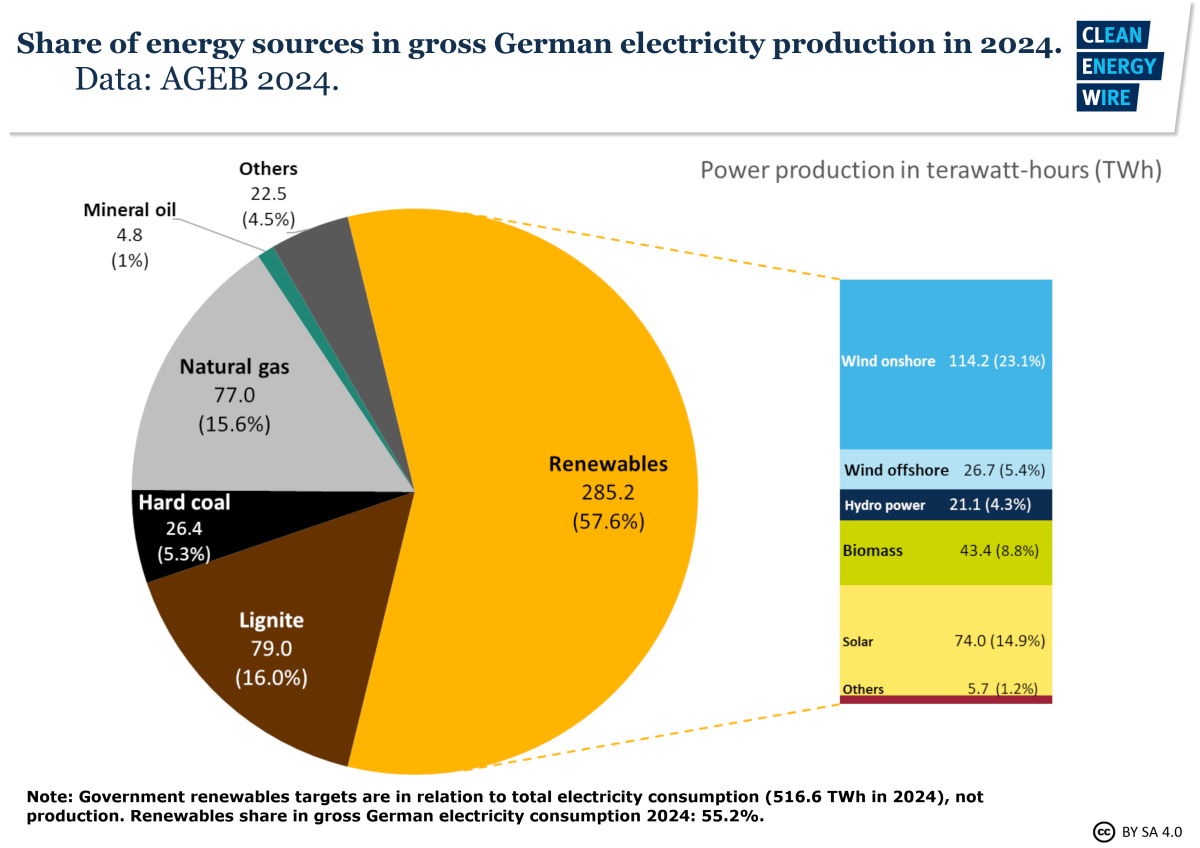 Share of energy sources in gross German electricity production in 2024.
Data: AGEB 2024.
CLEAN
ENERGY
WIRE
Power production in terawatt-hours (TWh)
Others
22.5
(4.5%)
Mineral oil
4.8
(1%)
Natural gas
77.0
(15.6%)
Hard coal
26.4
(5.3%)
Lignite
79.0
(16.0%)
Renewables
285.2
(57.6%)
Wind onshore 114.2 (23.1%)
Wind offshore 26.7 (5.4%)
Hydro power 21.1 (4.3%)
Biomass 43.4 (8.8%)
Solar 74.0 (14.9%)
Others 5.7 (1.2%)
Note: Government renewables targets are in relation to total electricity consumption (516.6 TWh in 2024), not
production. Renewables share in gross German electricity consumption 2024: 55.2%.
cc BY SA 4.0